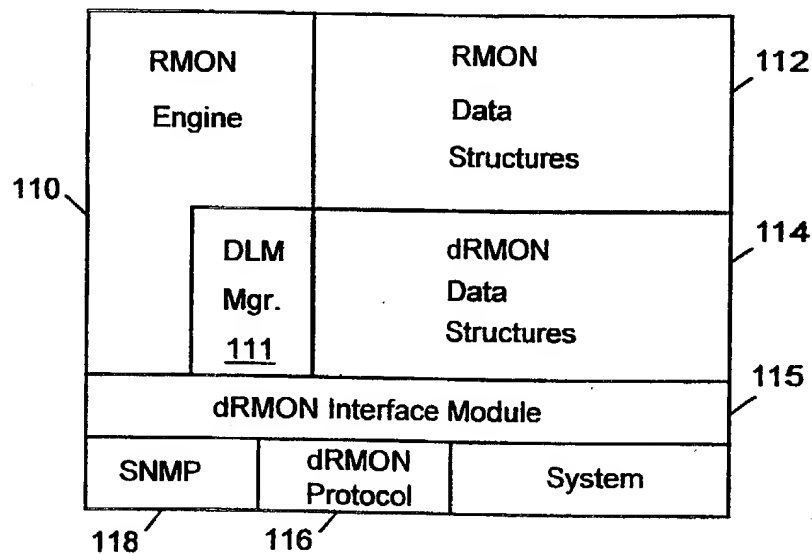 RMON
Engine
RMON
Data
Structures
112
110
DLM
Mgr.
111
dRMON
Data
Structures
114
dRMON Interface Module
115
SNMP
dRMON
Protocol
System
118
116